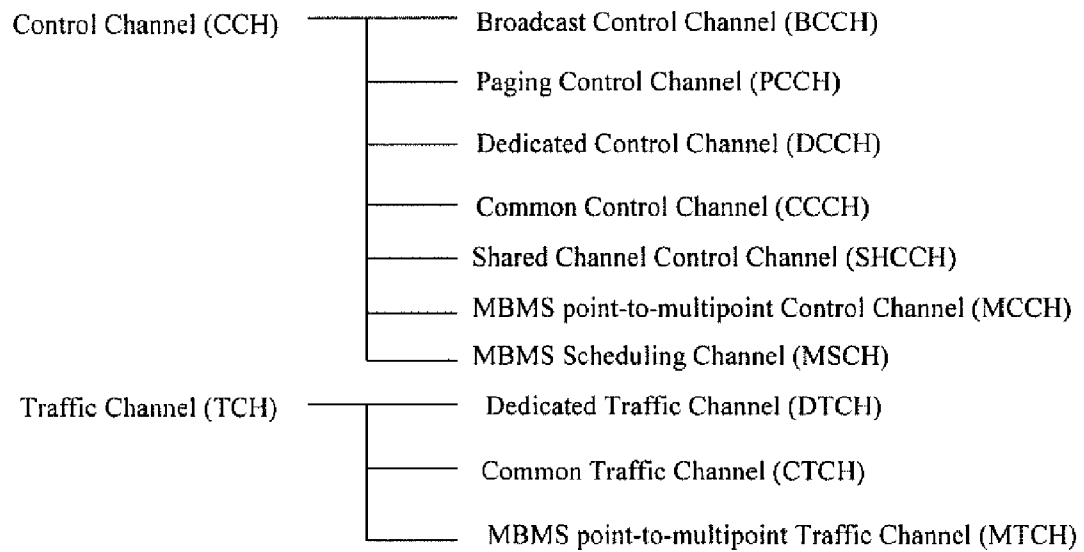 Control Channel (CCH)
Broadcast Control Channel (BCCH)
Paging Control Channel (PCCH)
Dedicated Control Channel (DCCH)
Common Control Channel (CCCH)
Shared Channel Control Channel (SHCCH)
MBMS point-to-multipoint Control Channel (MCCH)
MBMS Scheduling Channel (MSCH)
Traffic Channel (TCH)
Dedicated Traffic Channel (DTCH)
Common Traffic Channel (CTCH)
MBMS point-to-multipoint Traffic Channel (MTCH)